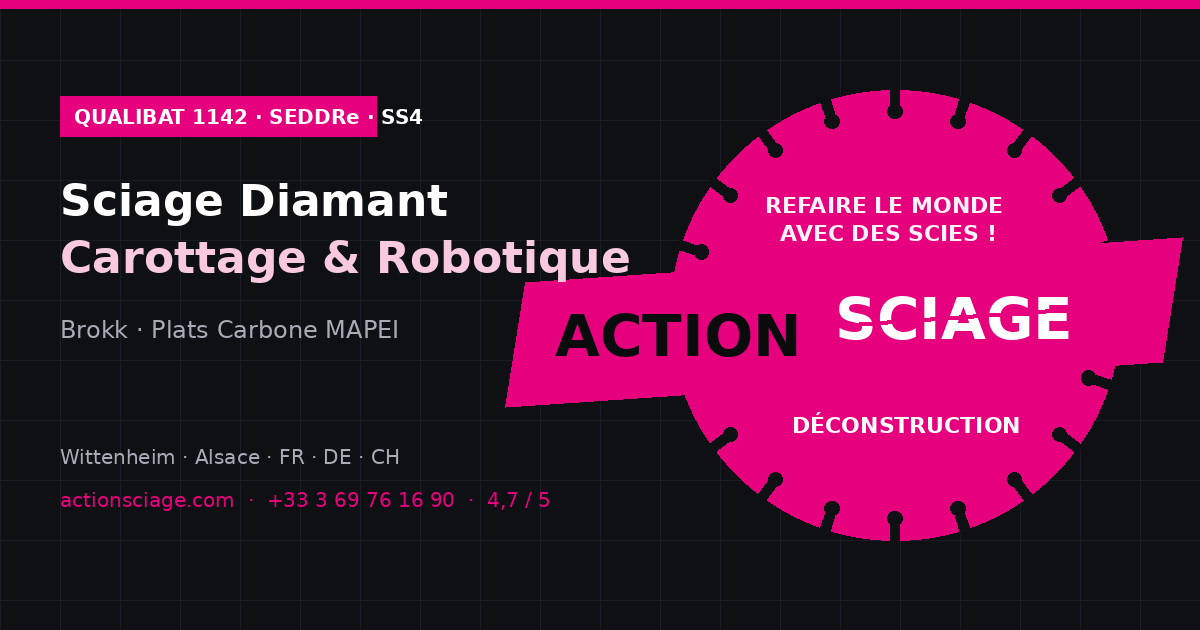 QUALIBAT 1142 · SEDDRe · SS4
Sciage Diamant
Carottage & Robotique
Brokk · Plats Carbone MAPEI
Wittenheim · Alsace · FR · DE · CH
actionsciage.com · +33 3 69 76 16 90 · 4,7 / 5
REFAIRE LE MONDE
AVEC DES SCIES !
ACTION SCIAGE
DÉCONSTRUCTION